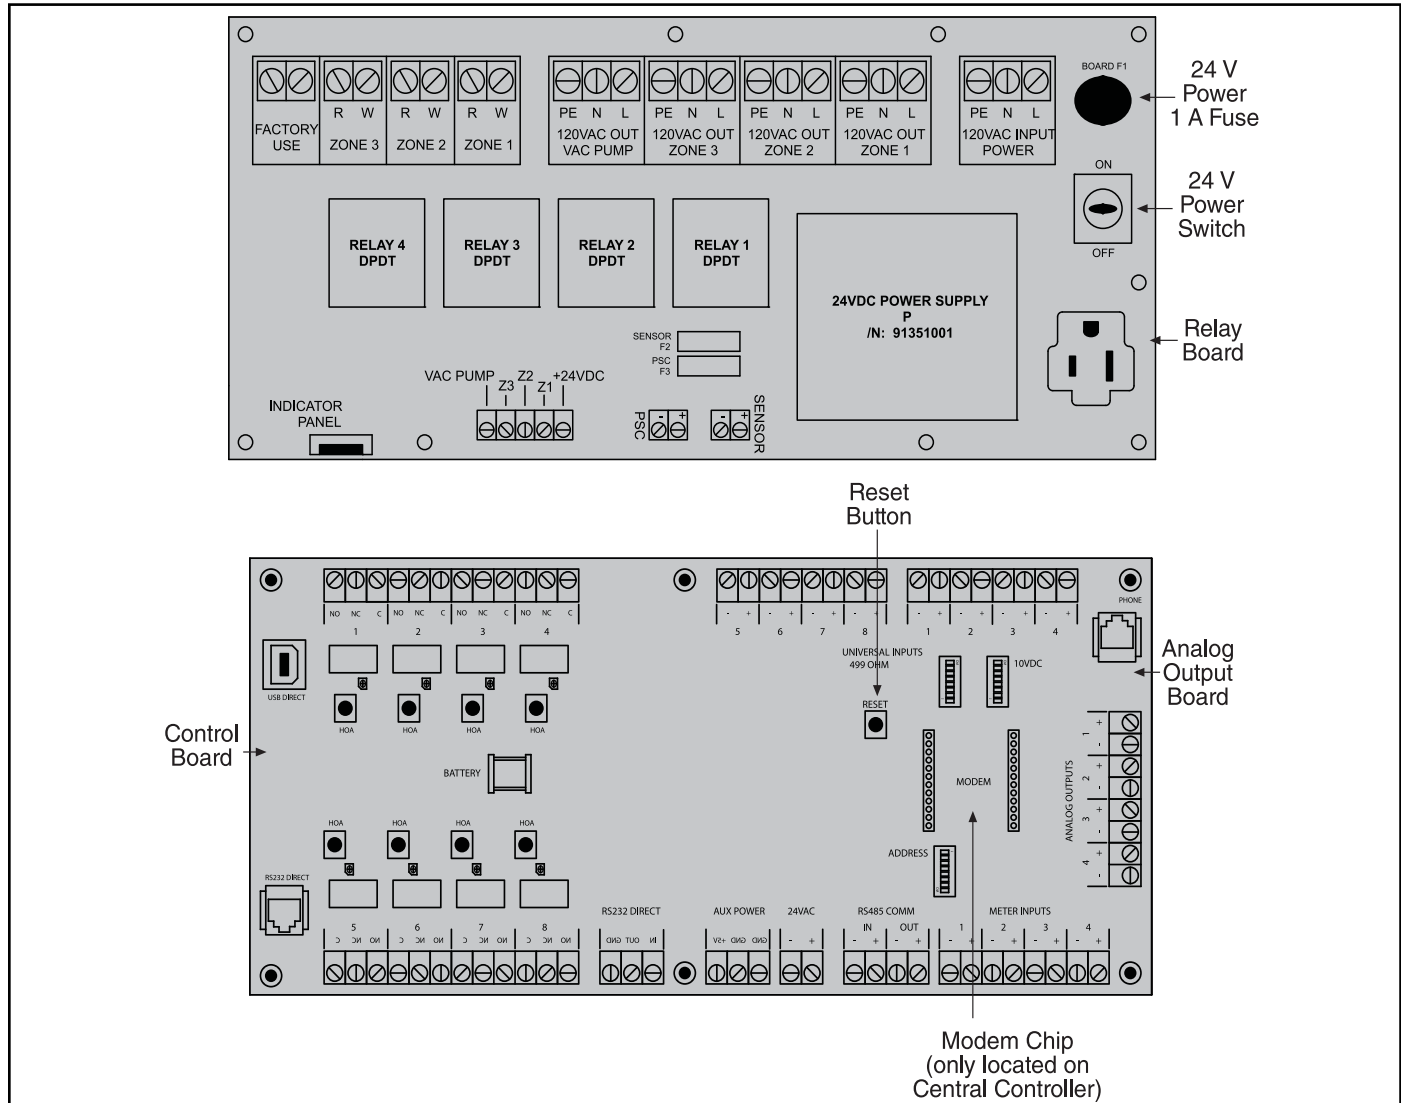 BOARD F1
24 V
Power
1 A Fuse
R W R W R W PE N L PE N L PE N L PE N L PE N L
FACTORY
USE
ZONE 3
ZONE 2
ZONE 1
120VAC OUT
VAC PUMP
120VAC OUT
ZONE 3
120VAC OUT
ZONE 2
120VAC OUT
ZONE 1
120VAC INPUT
POWER
ON
24 V
Power
Switch
OFF
RELAY 4
DPDT
RELAY 3
DPDT
RELAY 2
DPDT
RELAY 1
DPDT
24VDC POWER SUPPLY
P
/N: 91351001
Relay
Board
SENSOR
F2
PSC
F3
VAC PUMP Z3 Z2 Z1 +24VDC
INDICATOR
PANEL
PSC
- +
- +
SENSOR
Reset
Button
NO NC C NO NC C NO NC C NO NC C
1 2 3 4
- + - + - + - +
5 6 7 8
- + - + - + - +
1 2 3 4
PHONE
USB DIRECT
UNIVERSAL INPUTS
499 OHM
10VDC
Analog
Output
Board
RESET
HOA HOA HOA HOA
Control
Board
BATTERY
MODEM
ANALOG OUTPUTS
1 + -
2 + -
3 + -
4 + -
HOA HOA HOA HOA
ADDRESS
RS232 DIRECT
5 6 7 8
C NC NO C NC NO C NC NO C NC NO
RS232 DIRECT
GND OUT IN
AUX POWER
+5V GND GND
24VAC
- +
RS485 COMM
IN OUT
- + - +
METER INPUTS
1 2 3 4
- + - + - + - +
Modem Chip
(only located on
Central Controller)